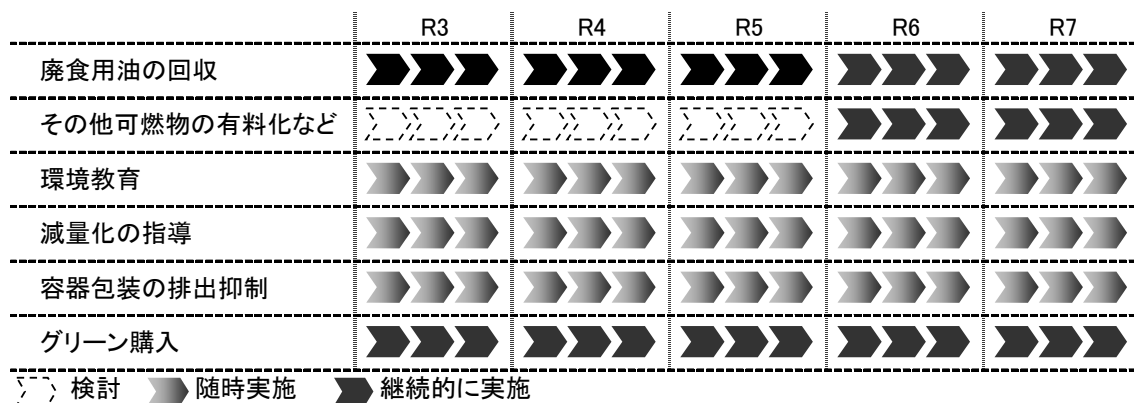 R3 R4 R5 R6 R7
廃食用油の回収
その他可燃物の有料化など
環境教育
減量化の指導
容器包装の排出抑制
グリーン購入
検討 随時実施 継続的に実施